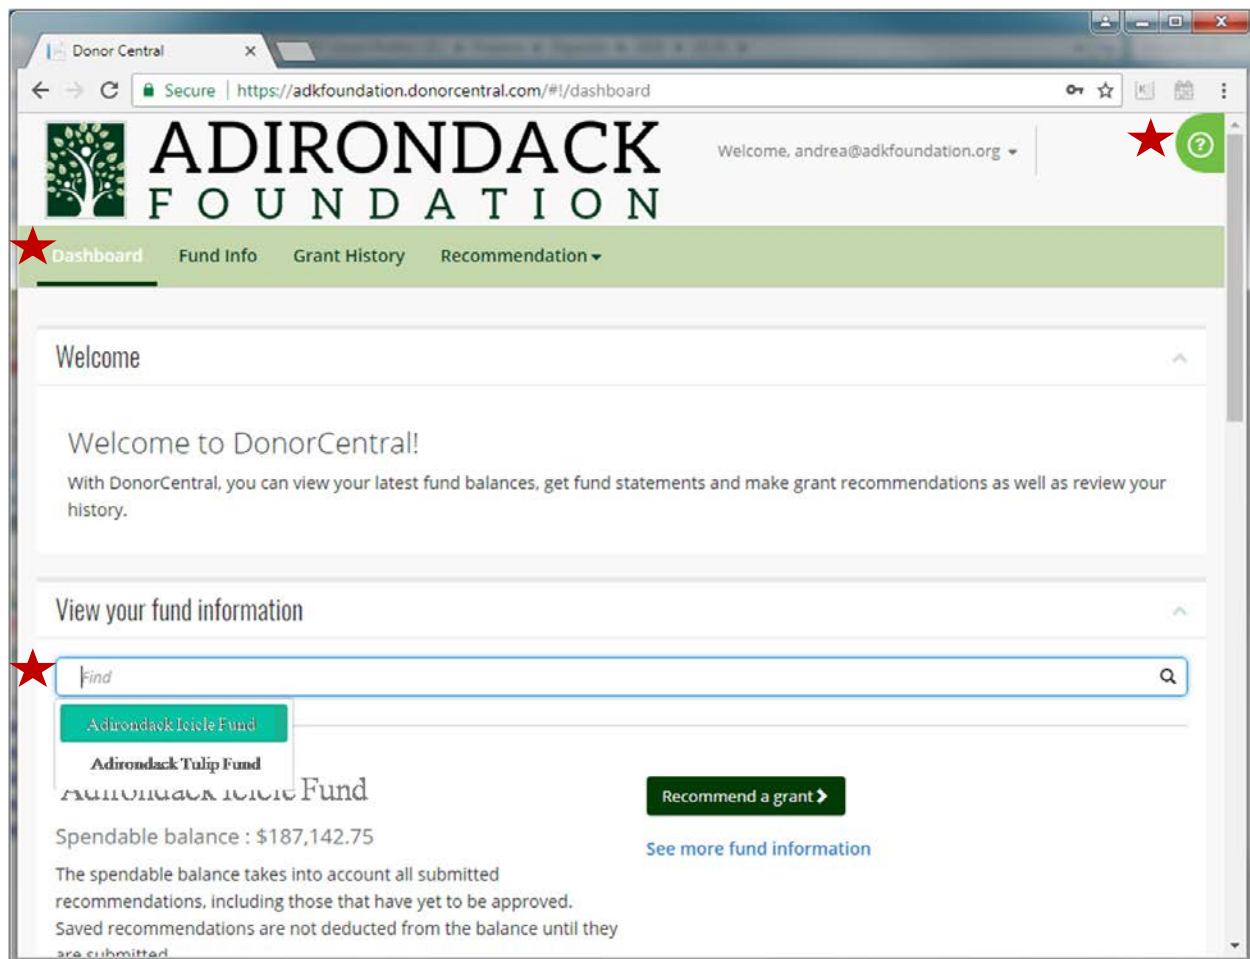 Donor Central
Secure | https://adkfoundation.donorcentral.com/#!/dashboard
ADIRONDACK
FOUNDATION
Welcome, andrea@adkfoundation.org
Dashboard Fund Info Grant History Recommendation
Welcome
Welcome to DonorCentral!
With DonorCentral, you can view your latest fund balances, get fund statements and make grant recommendations as well as review your
history.
View your fund information
Find
Adirondack Icicle Fund
Adirondack Tulip Fund
Adirondack Icicle Fund
Recommend a grant
Spendable balance : $187,142.75
See more fund information
The spendable balance takes into account all submitted
recommendations, including those that have yet to be approved.
Saved recommendations are not deducted from the balance until they
are submitted